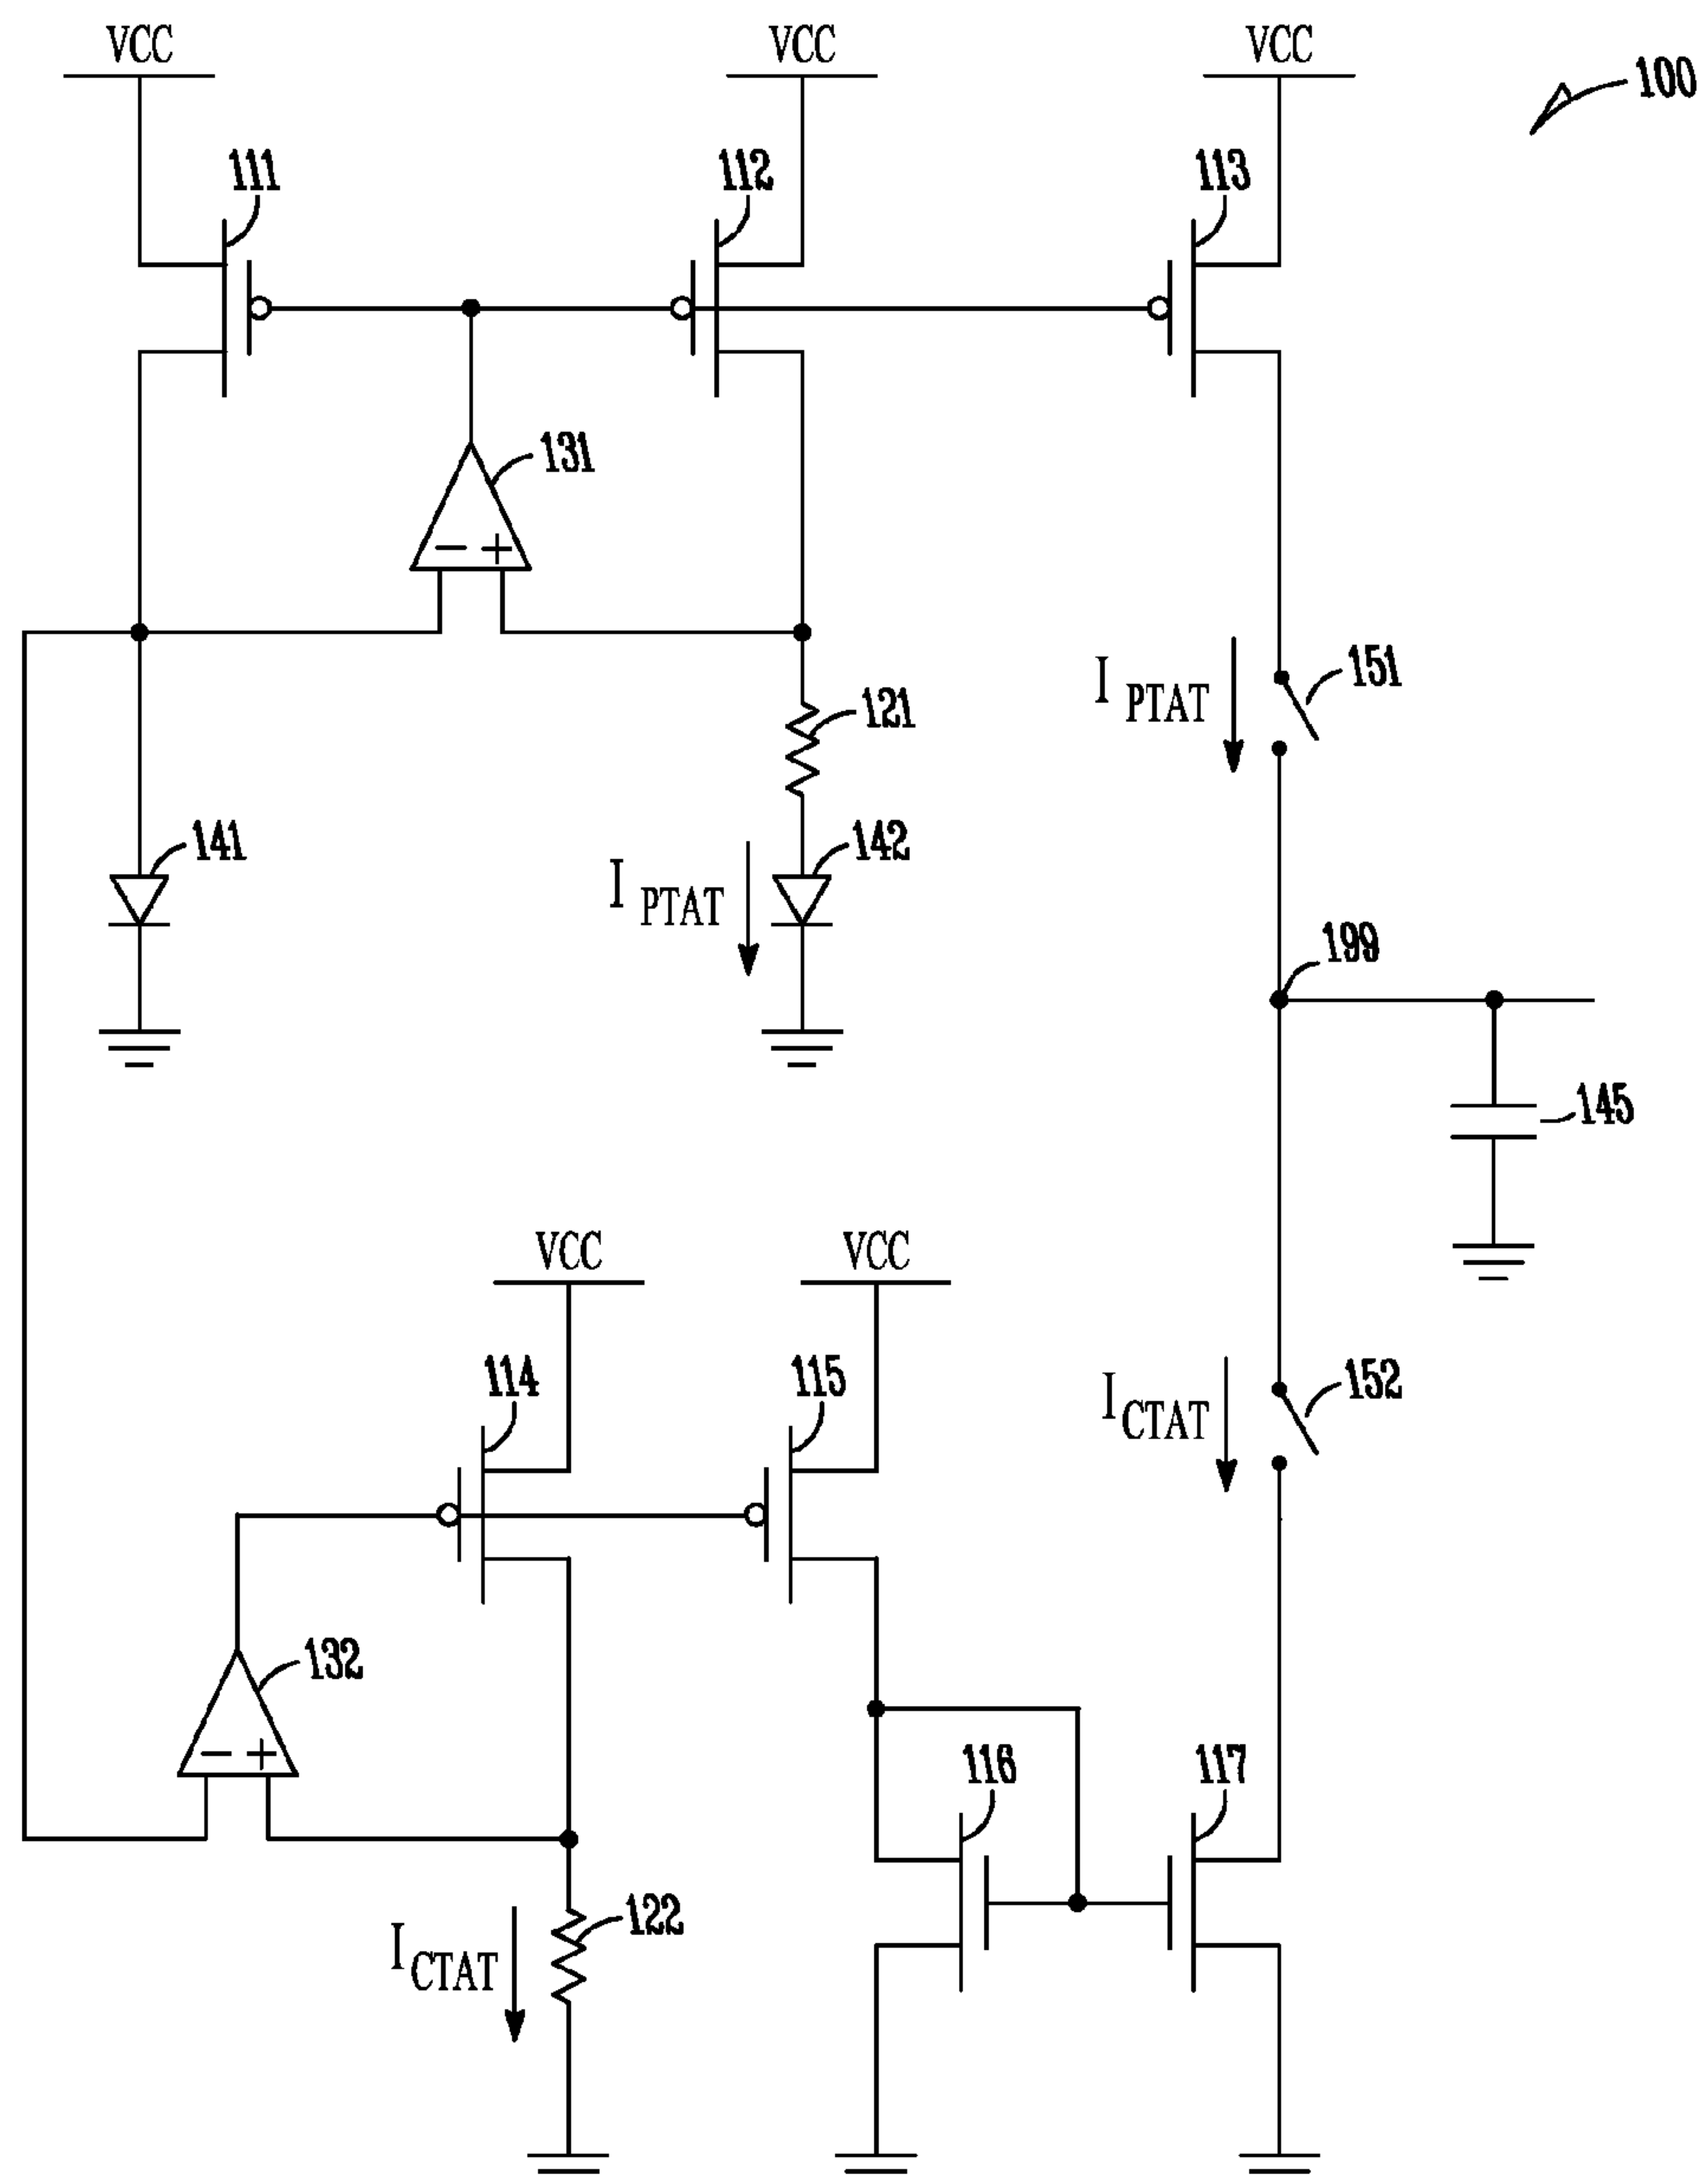 VCC VCC VCC
100
111 112 113
131
- +
I PTAT 151
121
141 I PTAT 142
199
145
VCC VCC
114 115 I CTAT 152
132
- +
116 117
I CTAT 122